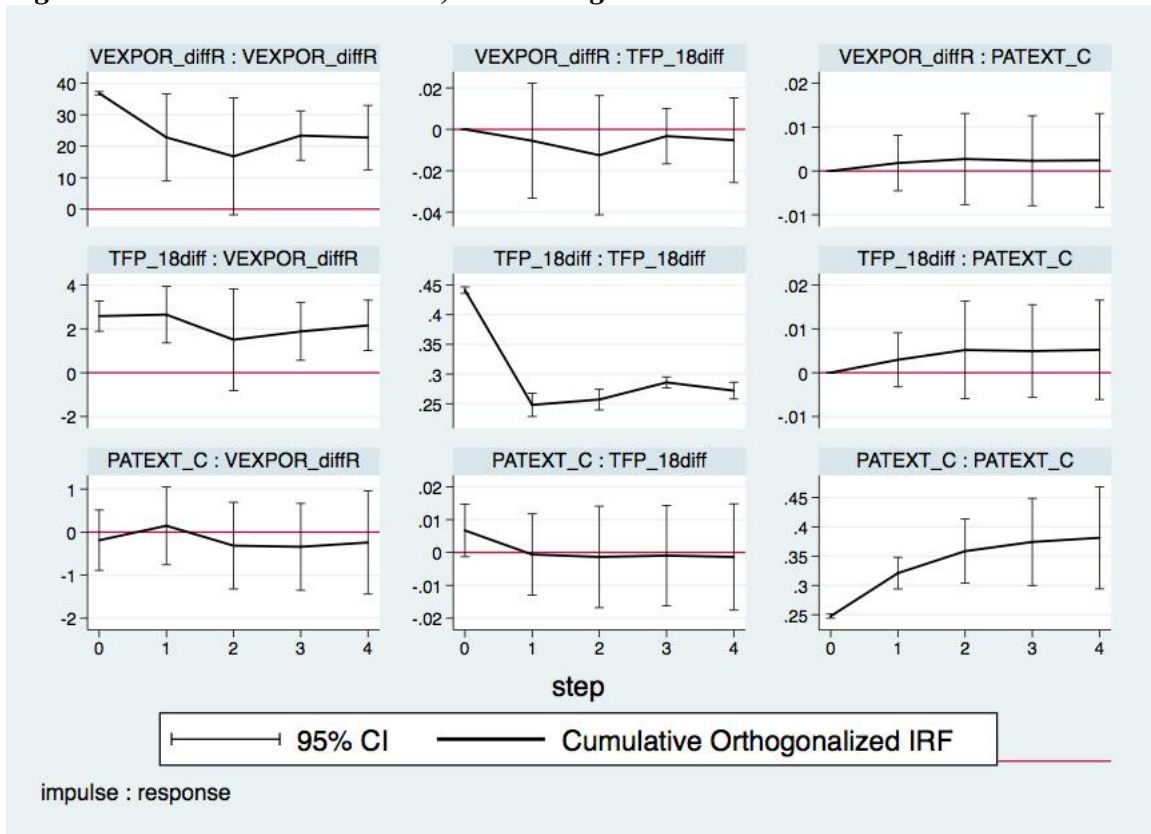 VEXPOR_diffR : VEXPOR_diffR
40
30
20
10
0
VEXPOR_diffR : TFP_18diff
.02
0
-.02
-.04
VEXPOR_diffR : PATEXT_C
.02
.01
0
-.01
TFP_18diff : VEXPOR_diffR
4
2
0
-2
TFP_18diff : TFP_18diff
.45
.4
.35
.3
.25
TFP_18diff : PATEXT_C
.02
.01
0
-.01
PATEXT_C : VEXPOR_diffR
1
0
-1
-2
0 1 2 3 4
PATEXT_C : TFP_18diff
.02
.01
0
-.01
-.02
0 1 2 3 4
PATEXT_C : PATEXT_C
.45
.4
.35
.3
.25
0 1 2 3 4
step
95% CI Cumulative Orthogonalized IRF
impulse : response